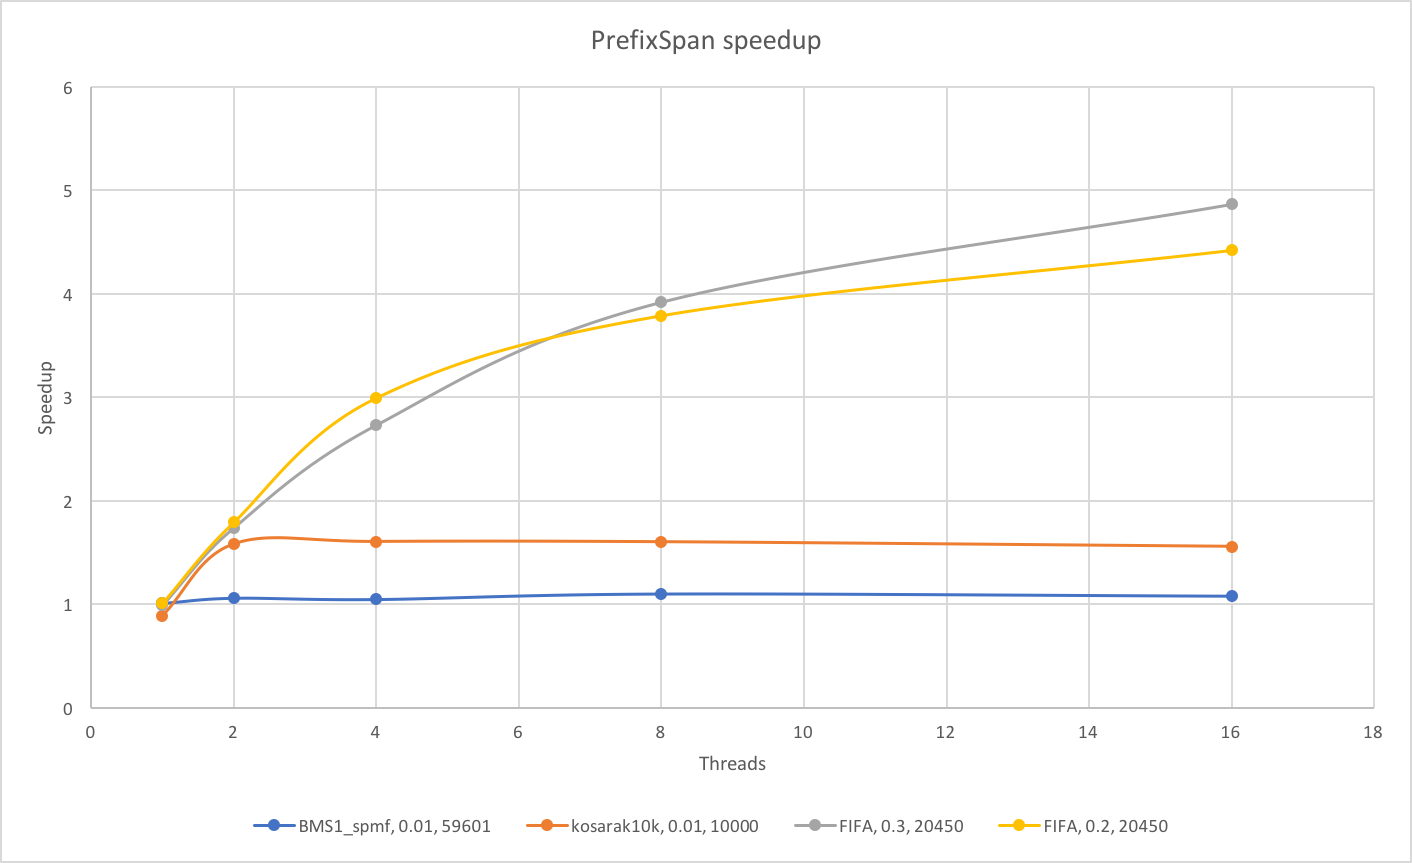 PrefixSpan speedup
6
5
4
3
2
1
0
Speedup
0 2 4 6 8 10 12 14 16 18
Threads
BMS1_spmf, 0.01, 59601 kosarak10k, 0.01, 10000 FIFA, 0.3, 20450 FIFA, 0.2, 20450